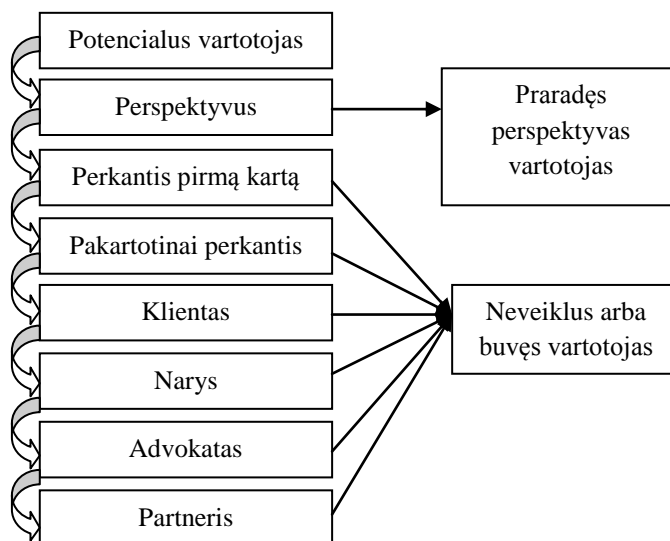 Potencialus vartotojas
Perspektyvus
Perkantis pirmą kartą
Pakartotinai perkantis
Klientas
Narys
Advokatas
Partneris
Praradęs
perspektyvas
vartotojas
Neveiklus arba
buvęs vartotojas